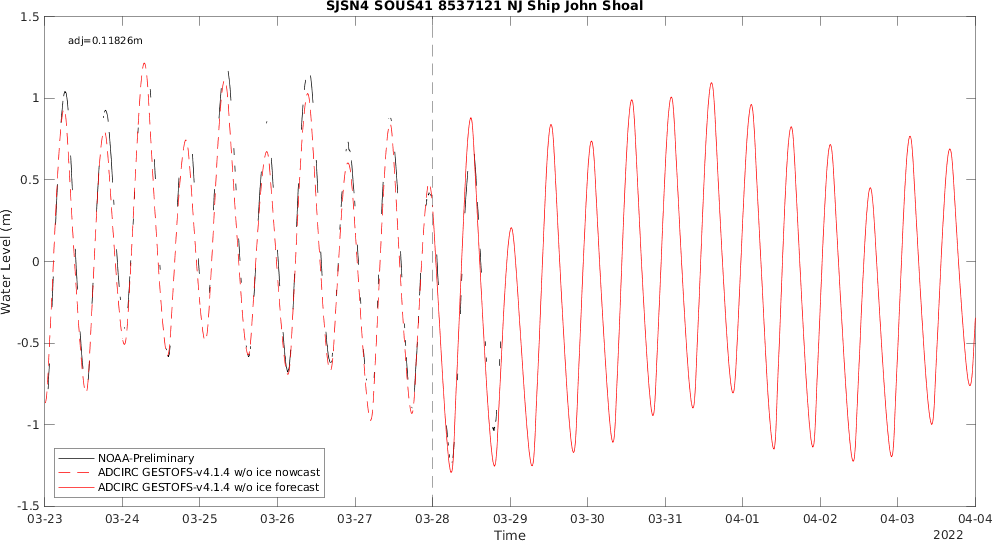 SJSN4 SOUS41 8537121 NJ Ship John Shoal
adj=0.11826m
1.5
1
0.5
0
-0.5
-1
-1.5
Water Level (m)
NOAA-Preliminary
ADCIRC GESTOFS-v4.1.4 w/o ice nowcast
ADCIRC GESTOFS-v4.1.4 w/o ice forecast
03-23 03-24 03-25 03-26 03-27 03-28 03-29 03-30 03-31 04-01 04-02 04-03 04-04
Time
2022